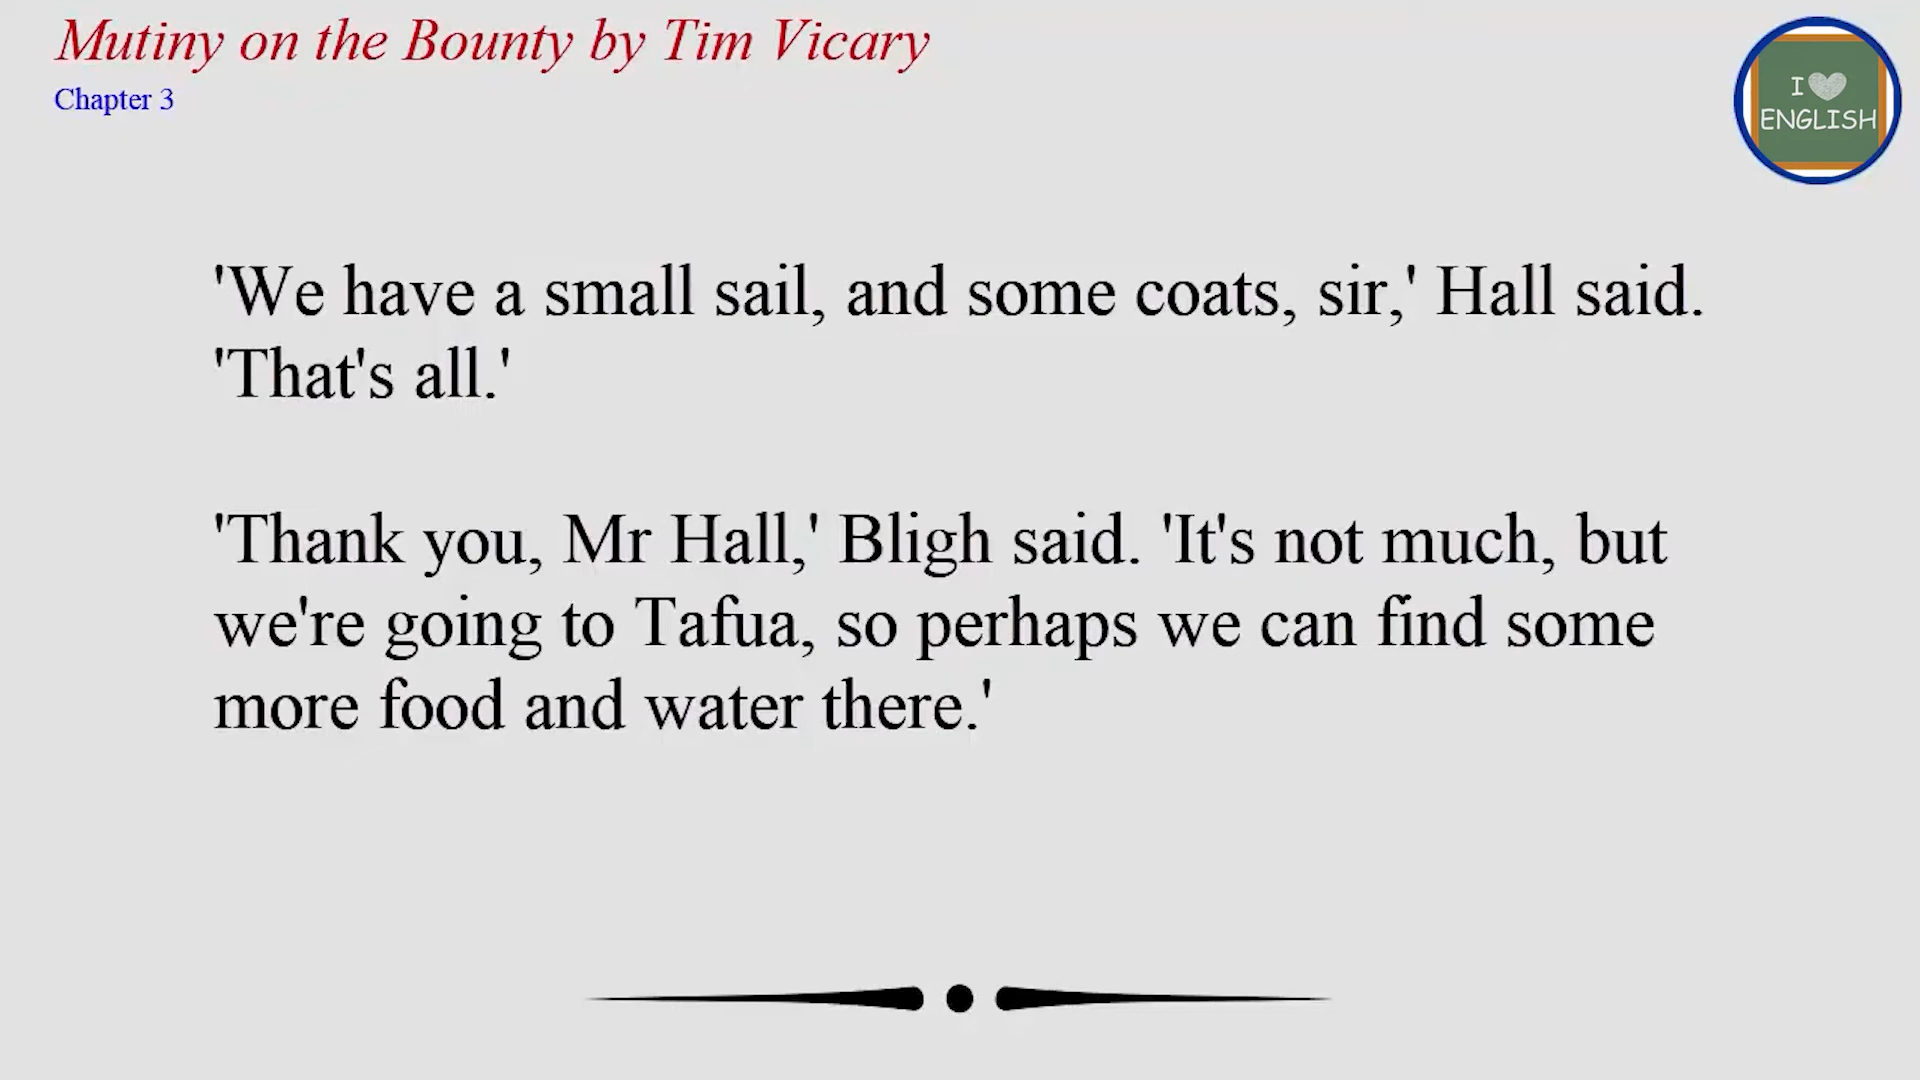 Mutiny on the Bounty by Tim Vicary
Chapter 3
I
ENGLISH
'We have a small sail, and some coats, sir,' Hall said.
'That's all.'
'Thank you, Mr Hall,' Bligh said. 'It's not much, but
we're going to Tafua, so perhaps we can find some
more food and water there.'